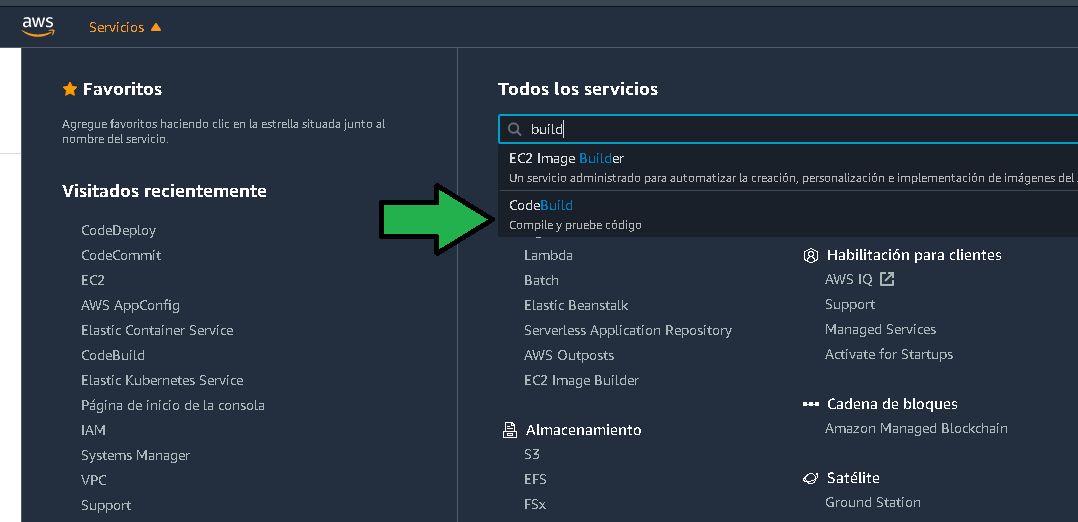 aws
Servicios
Favoritos
Agregue favoritos haciendo clic en la estrella situada junto al
nombre del servicio.
Visitados recientemente
CodeDeploy
CodeCommit
EC2
AWS AppConfig
Elastic Container Service
CodeBuild
Elastic Kubernetes Service
Página de inicio de la consola
IAM
Systems Manager
VPC
Support
Todos los servicios
build
EC2 Image Builder
Un servicio administrado para automatizar la creación, personalización e implementación de imágenes del
CodeBuild
Compile y pruebe código
Lambda
Batch
Elastic Beanstalk
Serverless Application Repository
AWS Outposts
EC2 Image Builder
Almacenamiento
S3
EFS
FSx
Habilitación para clientes
AWS IQ
Support
Managed Services
Activate for Startups
Cadena de bloques
Amazon Managed Blockchain
Satélite
Ground Station